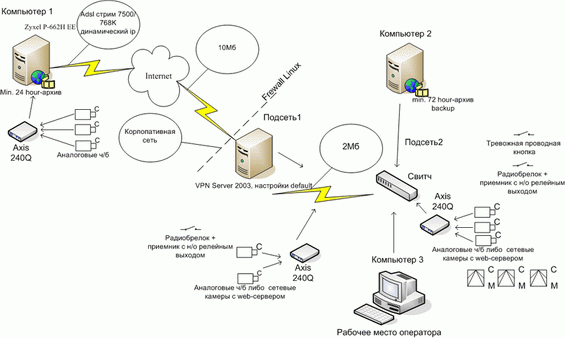 Компьютер 1
Zyxel P-662H EE
Adsl стрим 7500/
768K
динамический ip
10Мб
Компьютер 2
Internet
Firewall Linux
Min. 24 hour-архив
min. 72 hour-архив
backup
Подсеть1
Корпопативная
сеть
Axis
240Q
C
C
C
Аналоговые ч/б
VPN Server 2003, настройки default
2Мб
Подсеть2
Свитч
Тревожная проводная
кнопка
Радиобрелок +
приемник с н/о релейным
выходом
Axis
240Q
C
C
C
Аналоговые ч/б либо сетевые
камеры с web-сервером
C
M
C
M
C
M
Радиобрелок +
приемник с н/о релейным
выходом
C
C
Axis
240Q
Аналоговые ч/б либо сетевые
камеры с web-сервером
Компьютер 3
Рабочее место оператора